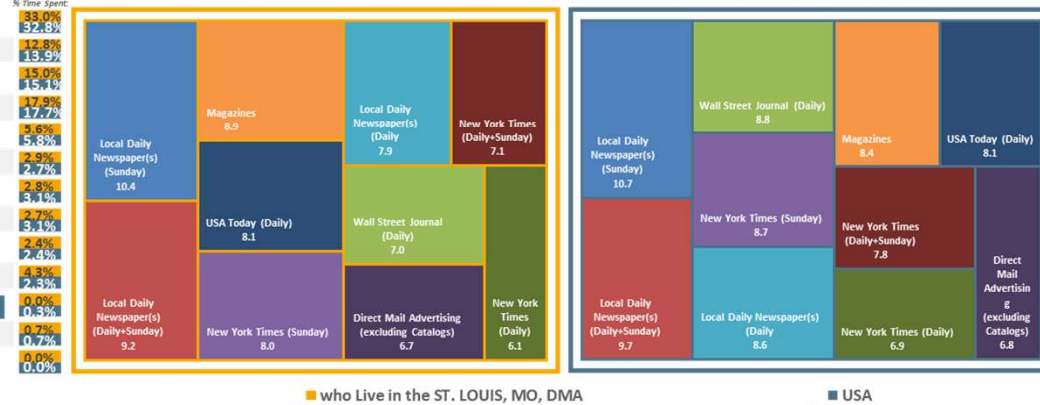 % Time Spent:
33.0%
32.8%
12.8%
13.9%
15.0%
15.1%
17.9%
17.7%
5.6%
5.8%
2.9%
2.7%
2.8%
3.1%
2.7%
3.1%
2.4%
2.4%
4.3%
2.3%
0.0%
0.3%
0.7%
0.7%
0.0%
0.0%
Local Daily
Newspaper(s)
(Sunday)
10.4
Local Daily
Newspaper(s)
(Daily+Sunday)
9.2
Magazines
8.9
USA Today (Daily)
8.1
New York Times (Sunday)
8.0
Local Daily
Newspaper(s)
(Daily
7.9
New York Times
(Daily+Sunday)
7.1
Wall Street Journal
(Daily)
7.0
Direct Mail Advertising
(excluding Catalogs)
6.7
New York
Times
(Daily)
6.1
Local Daily
Newspaper(s)
(Sunday)
10.7
Local Daily
Newspaper(s)
(Daily+Sunday)
9.7
Wall Street Journal (Daily)
8.8
New York Times (Sunday)
8.7
Local Daily Newspaper(s)
(Daily
8.6
Magazines
8.4
USA Today (Daily)
8.1
New York Times
(Daily+Sunday)
7.8
New York Times (Daily)
6.9
Direct
Mail
Advertisin
g
(excluding
Catalogs)
6.8
who Live in the ST. LOUIS, MO, DMA
USA